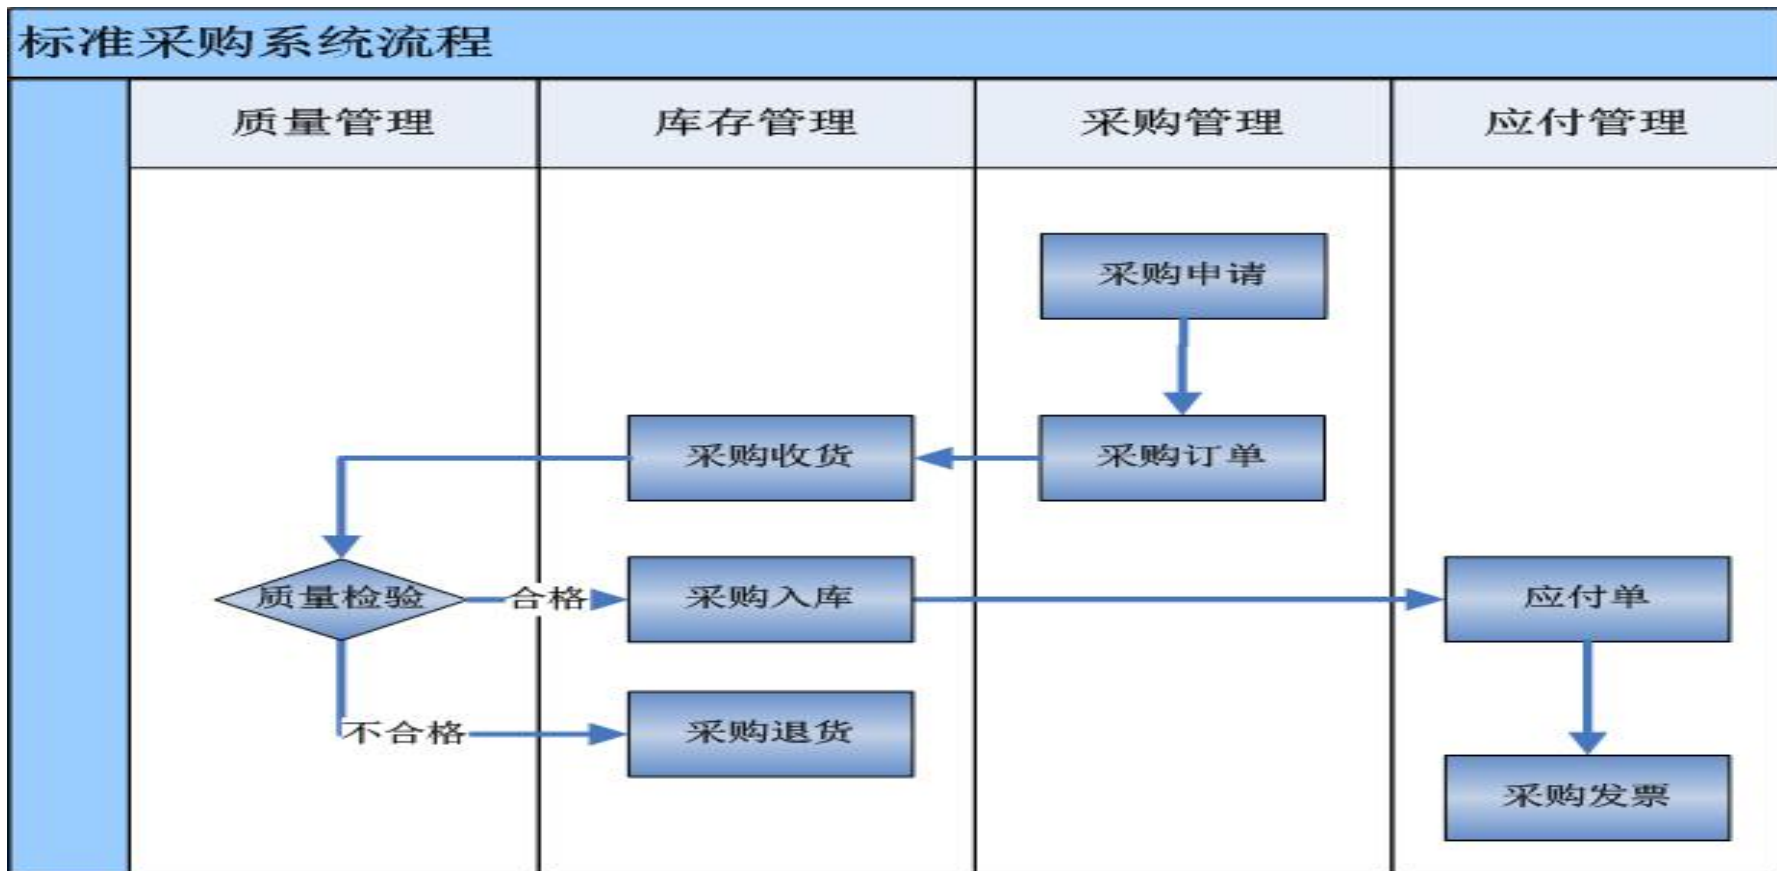 标准采购系统流程
质量管理
库存管理
采购管理
应付管理
采购申请
采购收货
采购订单
质量检验
合格
采购入库
应付单
不合格
采购退货
采购发票